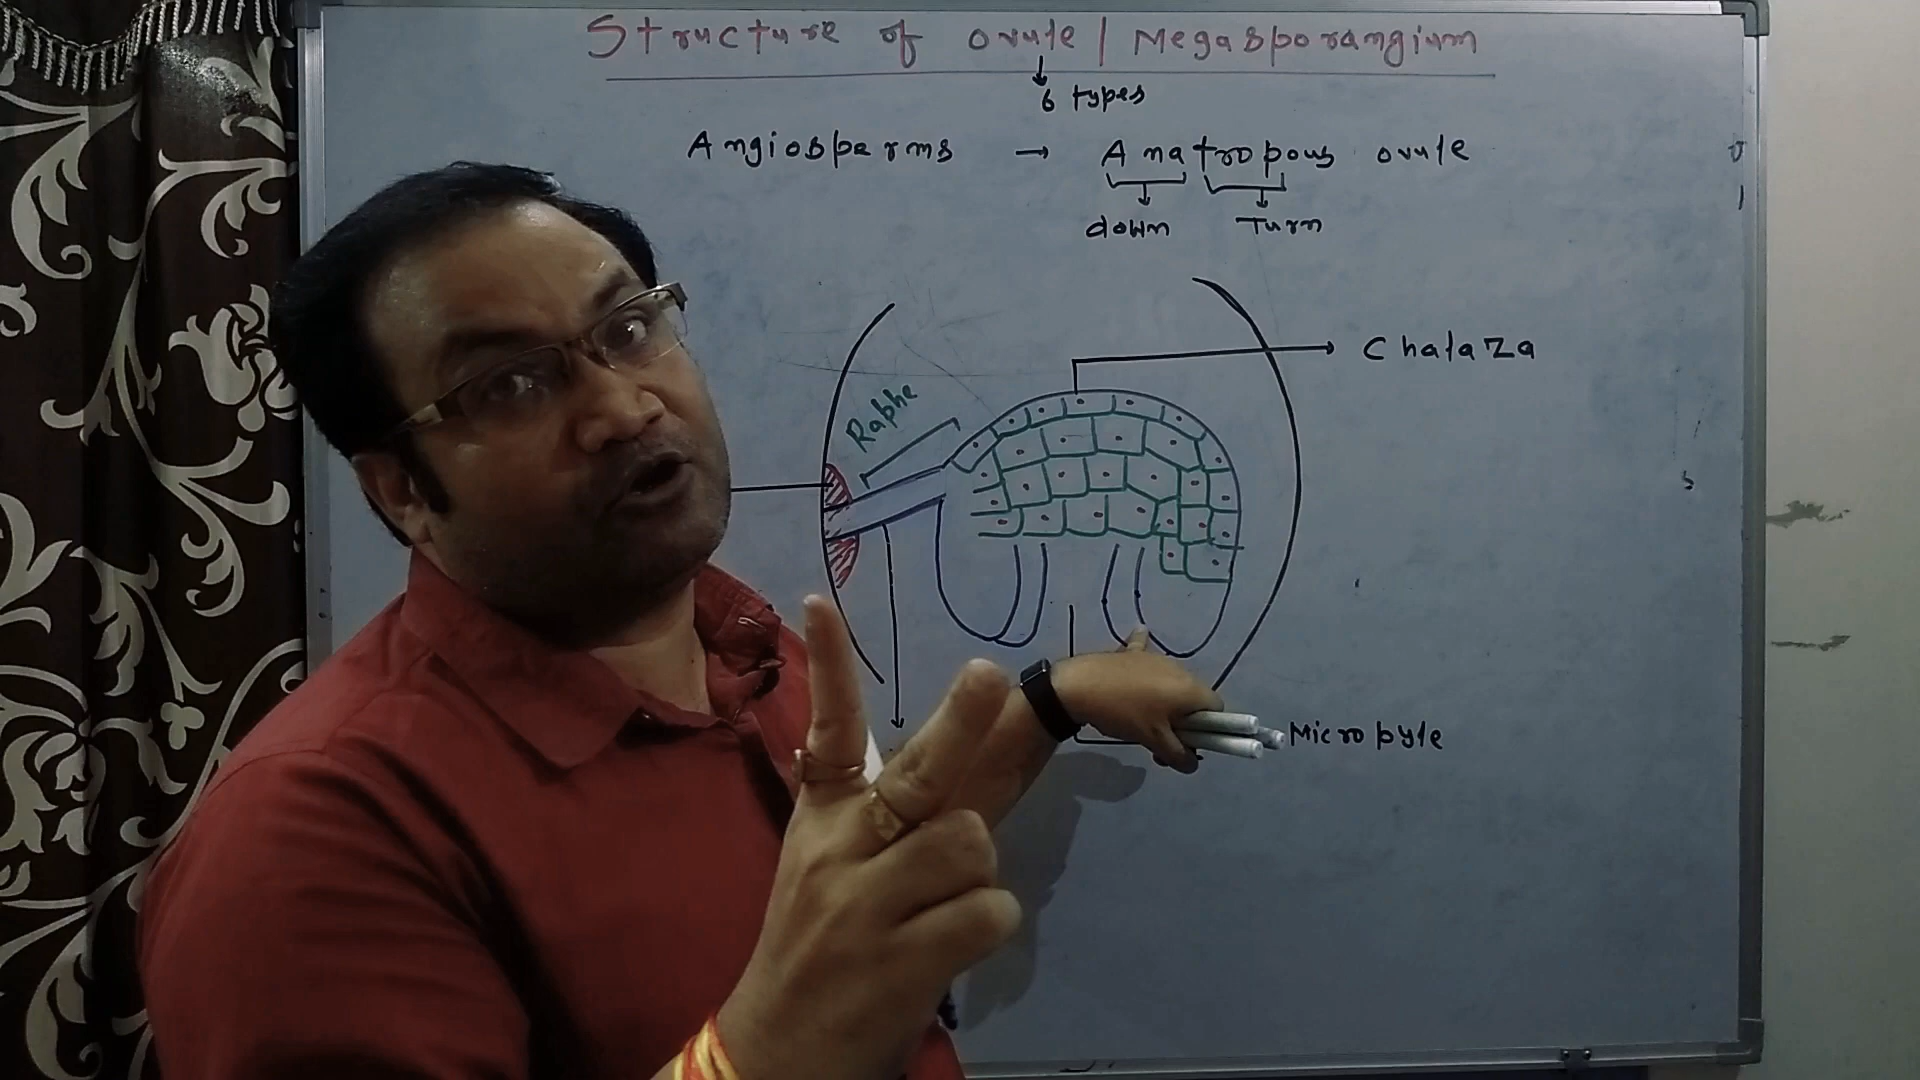 Structure of ovule / Megasporangium
6 types
Angiosperms → Anatropous ovule
down Turn
Chalaza
Raphe
Micropyle